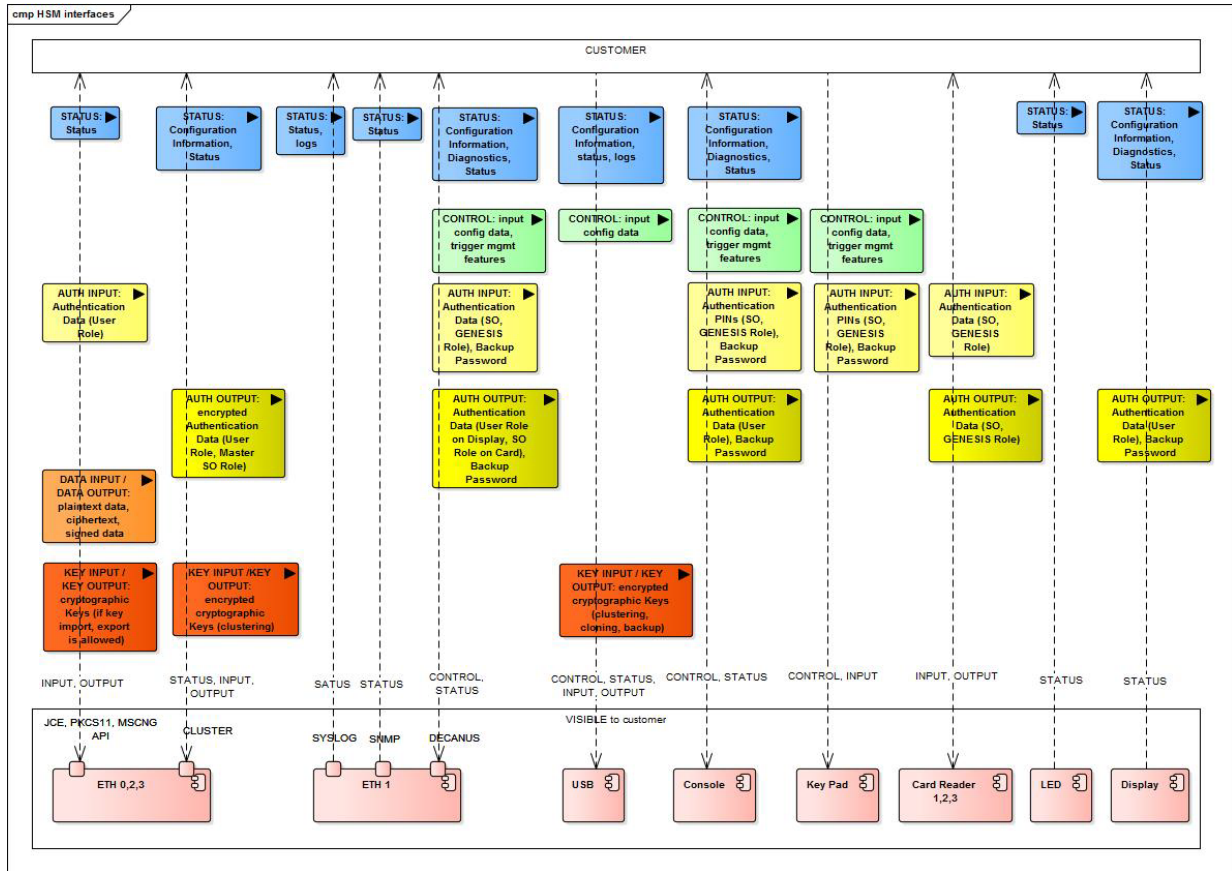 cmp HSM interfaces
CUSTOMER
STATUS:
Status
STATUS:
Configuration
Information,
Status
STATUS:
Status,
logs
STATUS:
Status
STATUS:
Configuration
Information,
Diagnostics,
Status
STATUS:
Configuration
Information,
status, logs
STATUS:
Configuration
Information,
Diagnostics,
Status
STATUS:
Status
STATUS:
Configuration
Information,
Diagnostics,
Status
CONTROL: input
config data,
trigger mgmt
features
CONTROL: input
config data
CONTROL: input
config data,
trigger mgmt
features
CONTROL: input
config data,
trigger mgmt
features
AUTH INPUT:
Authentication
Data (User
Role)
AUTH INPUT:
Authentication
Data (SO,
GENESIS
Role), Backup
Password
AUTH INPUT:
Authentication
PINs (SO,
GENESIS Role),
Backup
Password
AUTH INPUT:
Authentication
PINs (SO,
GENESIS
Role), Backup
Password
AUTH INPUT:
Authentication
Data (SO,
GENESIS
Role)
AUTH OUTPUT:
encrypted
Authentication
Data (User
Role, Master
SO Role)
AUTH OUTPUT:
Authentication
Data (User Role
on Display, SO
Role on Card),
Backup
Password
AUTH OUTPUT:
Authentication
Data (User
Role), Backup
Password
AUTH OUTPUT:
Authentication
Data (SO,
GENESIS Role)
AUTH OUTPUT:
Authentication
Data (User
Role), Backup
Password
DATA INPUT /
DATA OUTPUT:
plaintext data,
ciphertext,
signed data
KEY INPUT /
KEY OUTPUT:
cryptographic
Keys (if key
import, export
is allowed)
KEY INPUT /KEY
OUTPUT:
encrypted
cryptographic
Keys (clustering)
KEY INPUT / KEY
OUTPUT: encrypted
cryptographic Keys
(clustering,
cloning, backup)
INPUT, OUTPUT
STATUS, INPUT,
OUTPUT
SATUS
STATUS
CONTROL,
STATUS
CONTROL, STATUS,
INPUT, OUTPUT
CONTROL, STATUS
CONTROL, INPUT
INPUT, OUTPUT
STATUS
STATUS
VISIBLE to customer
JCE, PKCS11, MSCNG
API
CLUSTER
SYSLOG
SNMP
DECANUS
ETH 0,2,3
ETH 1
USB
Console
Key Pad
Card Reader
1,2,3
LED
Display